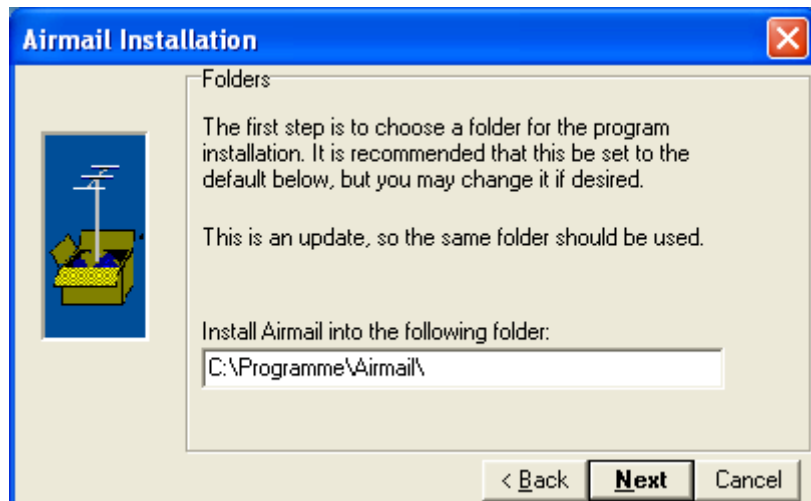 Airmail Installation
Folders
The first step is to choose a folder for the program
installation. It is recommended that this be set to the
default below, but you may change it if desired.
This is an update, so the same folder should be used.
Install Airmail into the following folder:
C:\Programme\Airmail\
< Back Next Cancel